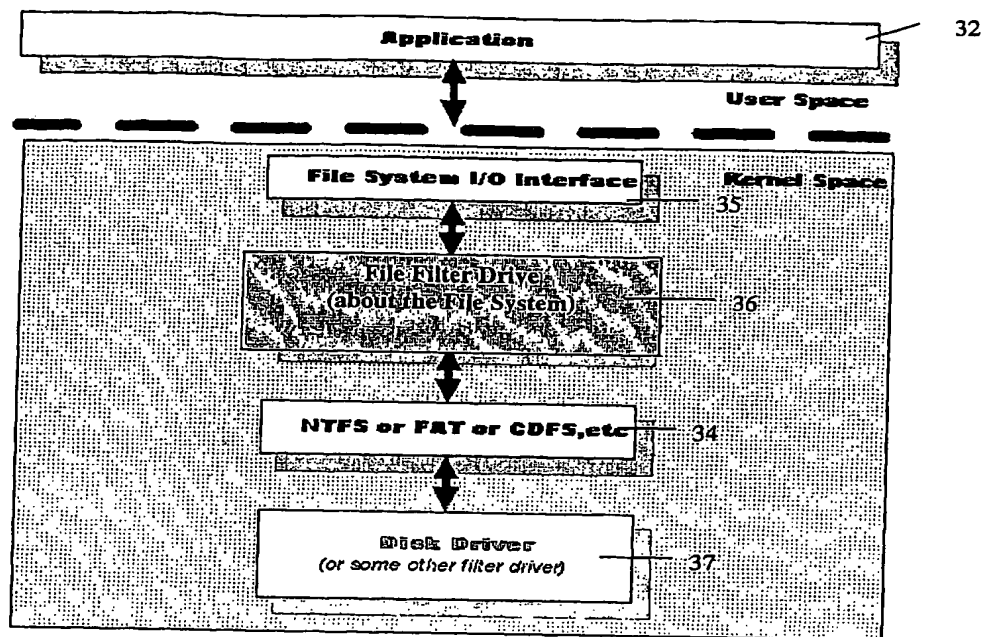 Application
32
User Space
File System I/O Interface
Kernel Space
35
File Filter Drive
(about the File System)
36
NTFS or FAT or CDFS,etc
34
Disk Driver
(or some other filter driver)
37